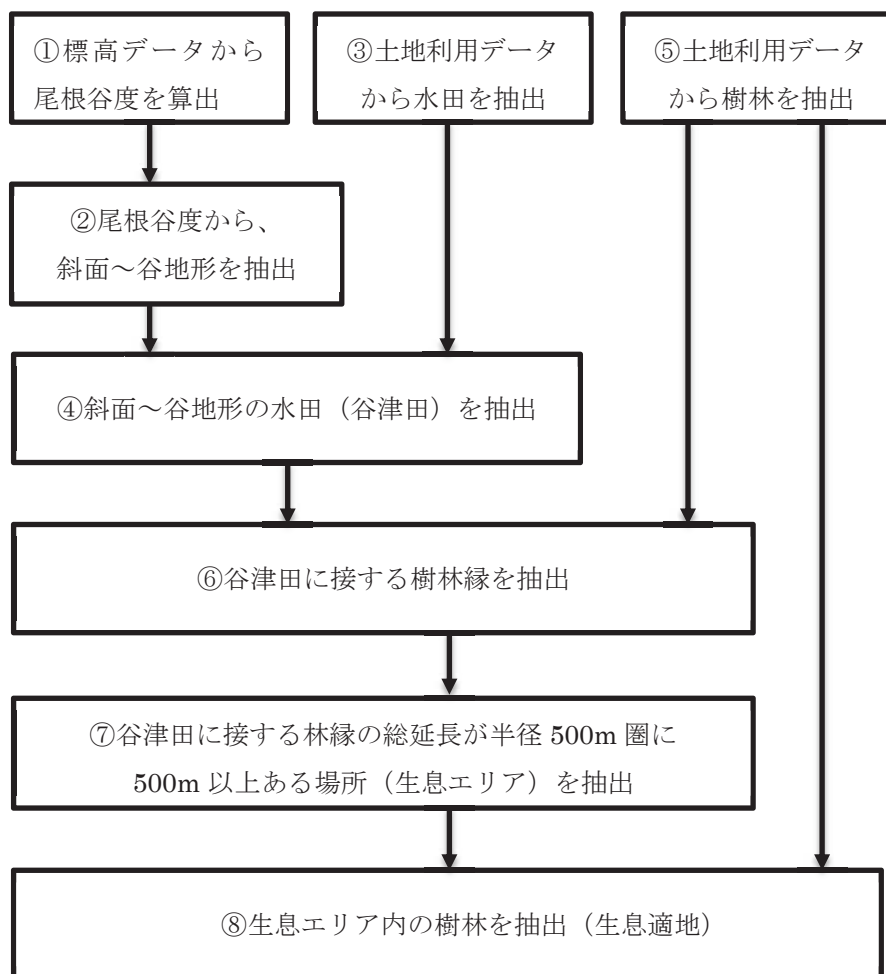 ①標高データから
尾根谷度を算出
③土地利用データ
から水田を抽出
⑤土地利用データ
から樹林を抽出
②尾根谷度から、
斜面～谷地形を抽出
④斜面～谷地形の水田（谷津田）を抽出
⑥谷津田に接する樹林縁を抽出
⑦谷津田に接する林縁の総延長が半径 500m 圏に
500m 以上ある場所（生息エリア）を抽出
⑧生息エリア内の樹林を抽出（生息適地）